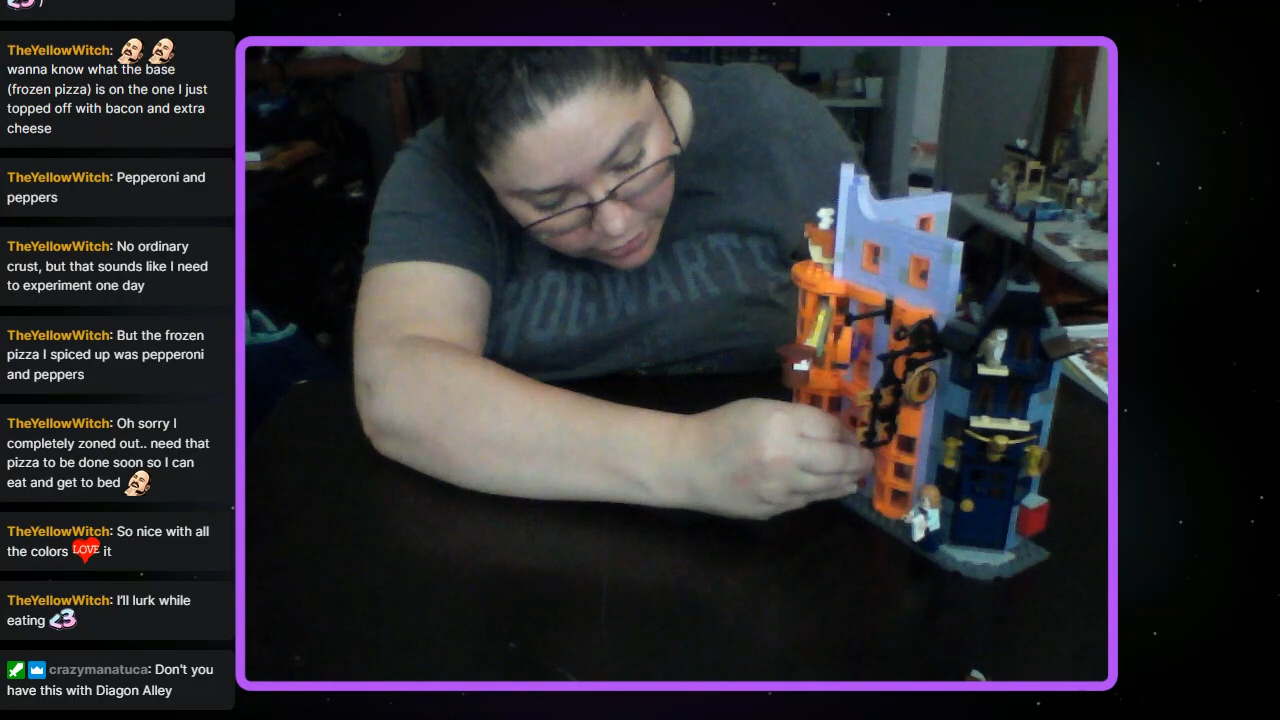 TheYellowWitch:
wanna know what the base
(frozen pizza) is on the one I just
topped off with bacon and extra
cheese
TheYellowWitch: Pepperoni and
peppers
TheYellowWitch: No ordinary
crust, but that sounds like I need
to experiment one day
TheYellowWitch: But the frozen
pizza I spiced up was pepperoni
and peppers
TheYellowWitch: Oh sorry I
completely zoned out.. need that
pizza to be done soon so I can
eat and get to bed
TheYellowWitch: So nice with all
the colors LOVE it
TheYellowWitch: I'll lurk while
eating <3
crazymanatuca: Don't you
have this with Diagon Alley
HOGWARTS